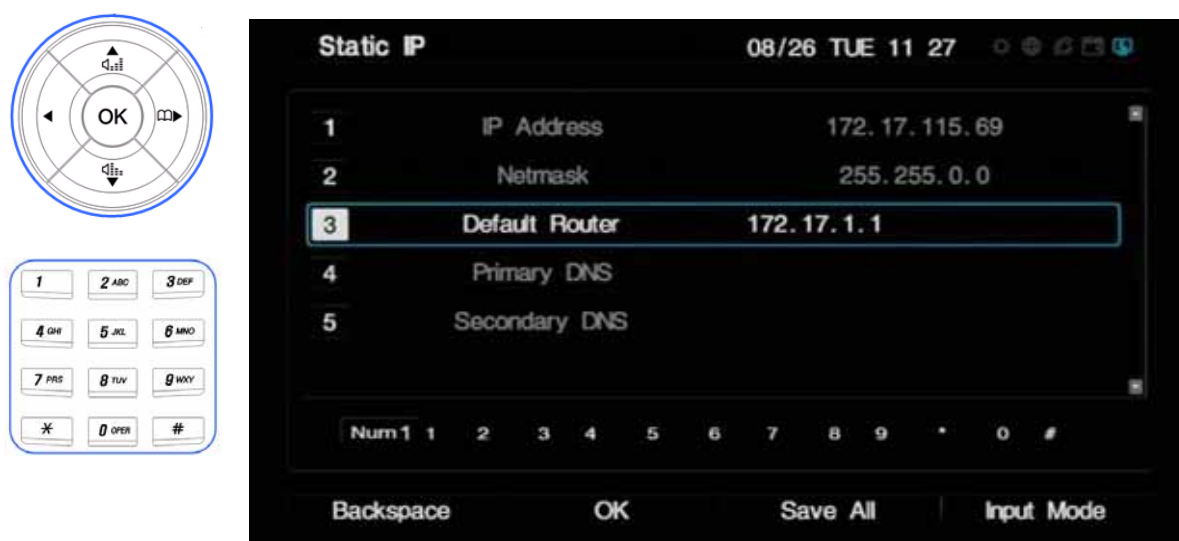 OK
1
2 ABC
3 DEF
4 GHI
5 JKL
6 MNO
7 PRS
8 TUV
9 WXY
*
0 OPER
#
Static IP
08/26 TUE 11 27
1 IP Address 172.17.115.69
2 Netmask 255.255.0.0
3 Default Router 172.17.1.1
4 Primary DNS
5 Secondary DNS
Num1 1 2 3 4 5 6 7 8 9 * 0 #
Backspace OK Save All Input Mode